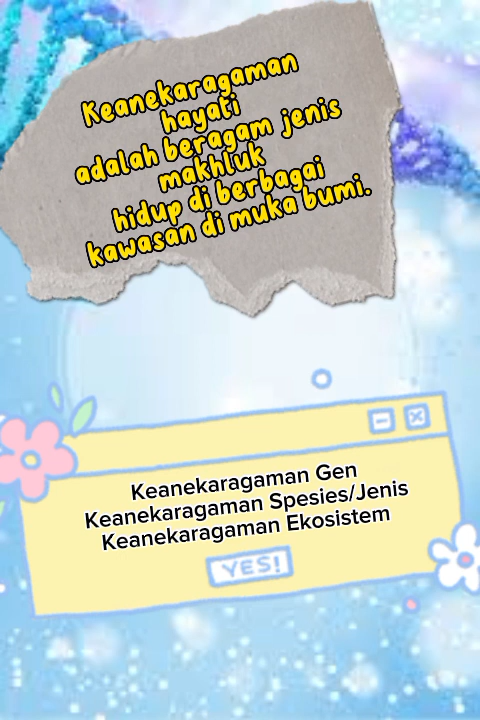 Keanekaragaman
hayati
adalah beragam jenis
makhluk
hidup di berbagai
kawasan di muka bumi.
Keanekaragaman Gen
Keanekaragaman Spesies/Jenis
Keanekaragaman Ekosistem
YES!